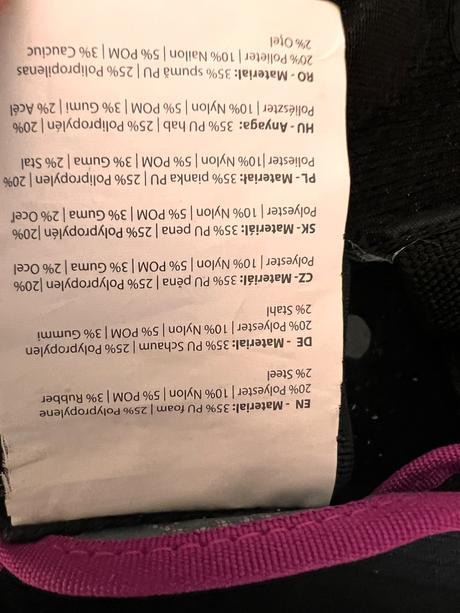 EN - Material: 35% PU foam | 25% Polypropylene
20% Polyester | 10% Nylon | 5% POM | 3% Rubber
2% Steel
DE - Material: 35% PU Schaum | 25% Polypropylen
20% Polyester | 10% Nylon | 5% POM | 3% Gummi
2% Stahl
CZ- Materiál: 35% PU pěna | 25% Polypropylen |20%
Polyester | 10% Nylon | 5% POM | 3% Guma | 2% Ocel
SK - Materiál: 35% PU pena | 25% Polypropylén |20%
Polyester | 10% Nylon | 5% POM | 3% Guma | 2% Oceľ
PL - Materiał: 35% pianka PU | 25% Polipropylen | 20%
Poliester |10% Nylon | 5% POM | 3% Guma | 2% Stal
HU - Anyaga: 35% PU hab | 25% Polipropylén | 20%
Poliészter | 10% Nylon | 5% POM | 3% Gumi | 2% Acél
RO - Material: 35% spumă PU | 25% Polipropilenas
20% Polieter | 10% Nailon | 5% POM | 3% Cauciuc
2% Oțel